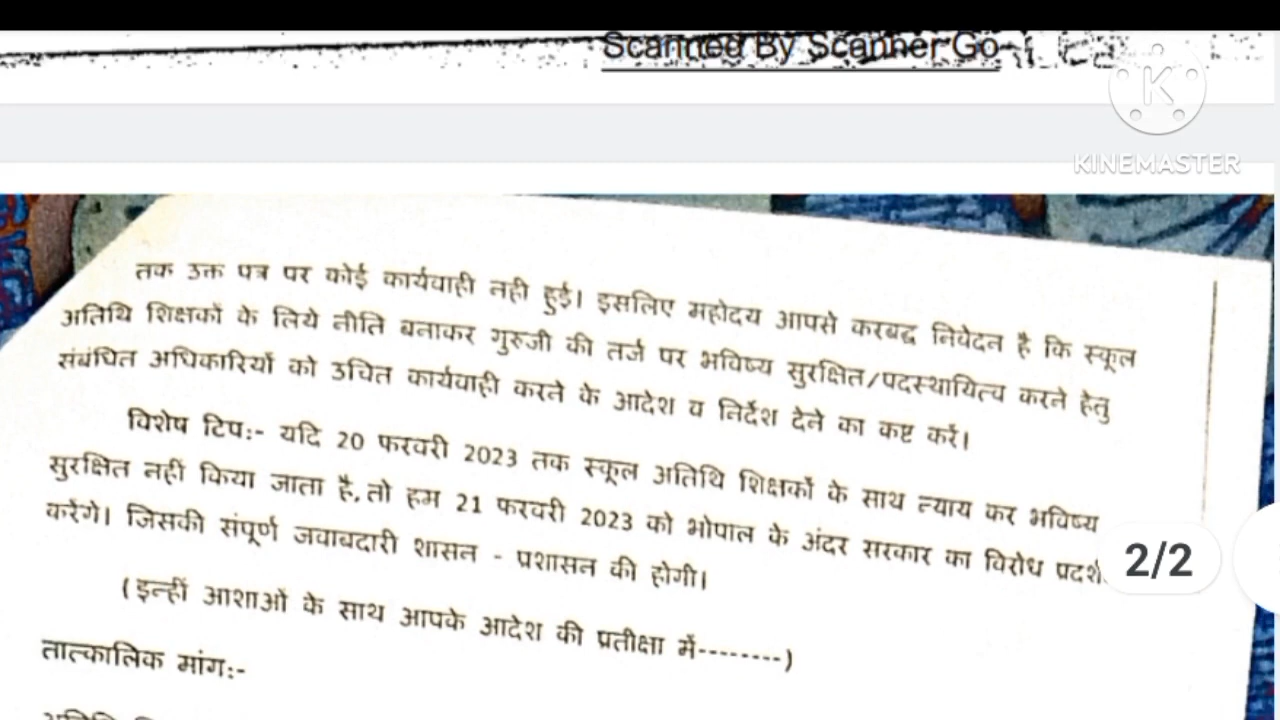 Scanned By Scanner Go
K
KINEMASTER
तक उक्त पत्र पर कोई कार्यवाही नही हुई। इसलिए महोदय आपसे करबद्ध निवेदन है कि स्कूल
अतिथि शिक्षकों के लिये नीति बनाकर गुरुजी की तर्ज पर भविष्य सुरक्षित/पदस्थायित्व करने हेतु
संबंधित अधिकारियों को उचित कार्यवाही करने के आदेश व निर्देश देने का कष्ट करें।
विशेष टिप:- यदि 20 फरवरी 2023 तक स्कूल अतिथि शिक्षकों के साथ न्याय कर भविष्य
सुरक्षित नहीं किया जाता है, तो हम 21 फरवरी 2023 को भोपाल के अंदर सरकार का विरोध
करेंगे। जिसकी संपूर्ण जवाबदारी शासन - प्रशासन की होगी।
2/2
(इन्हीं आशाओं के साथ आपके आदेश की प्रतीक्षा में--------)
तात्कालिक मांग:-